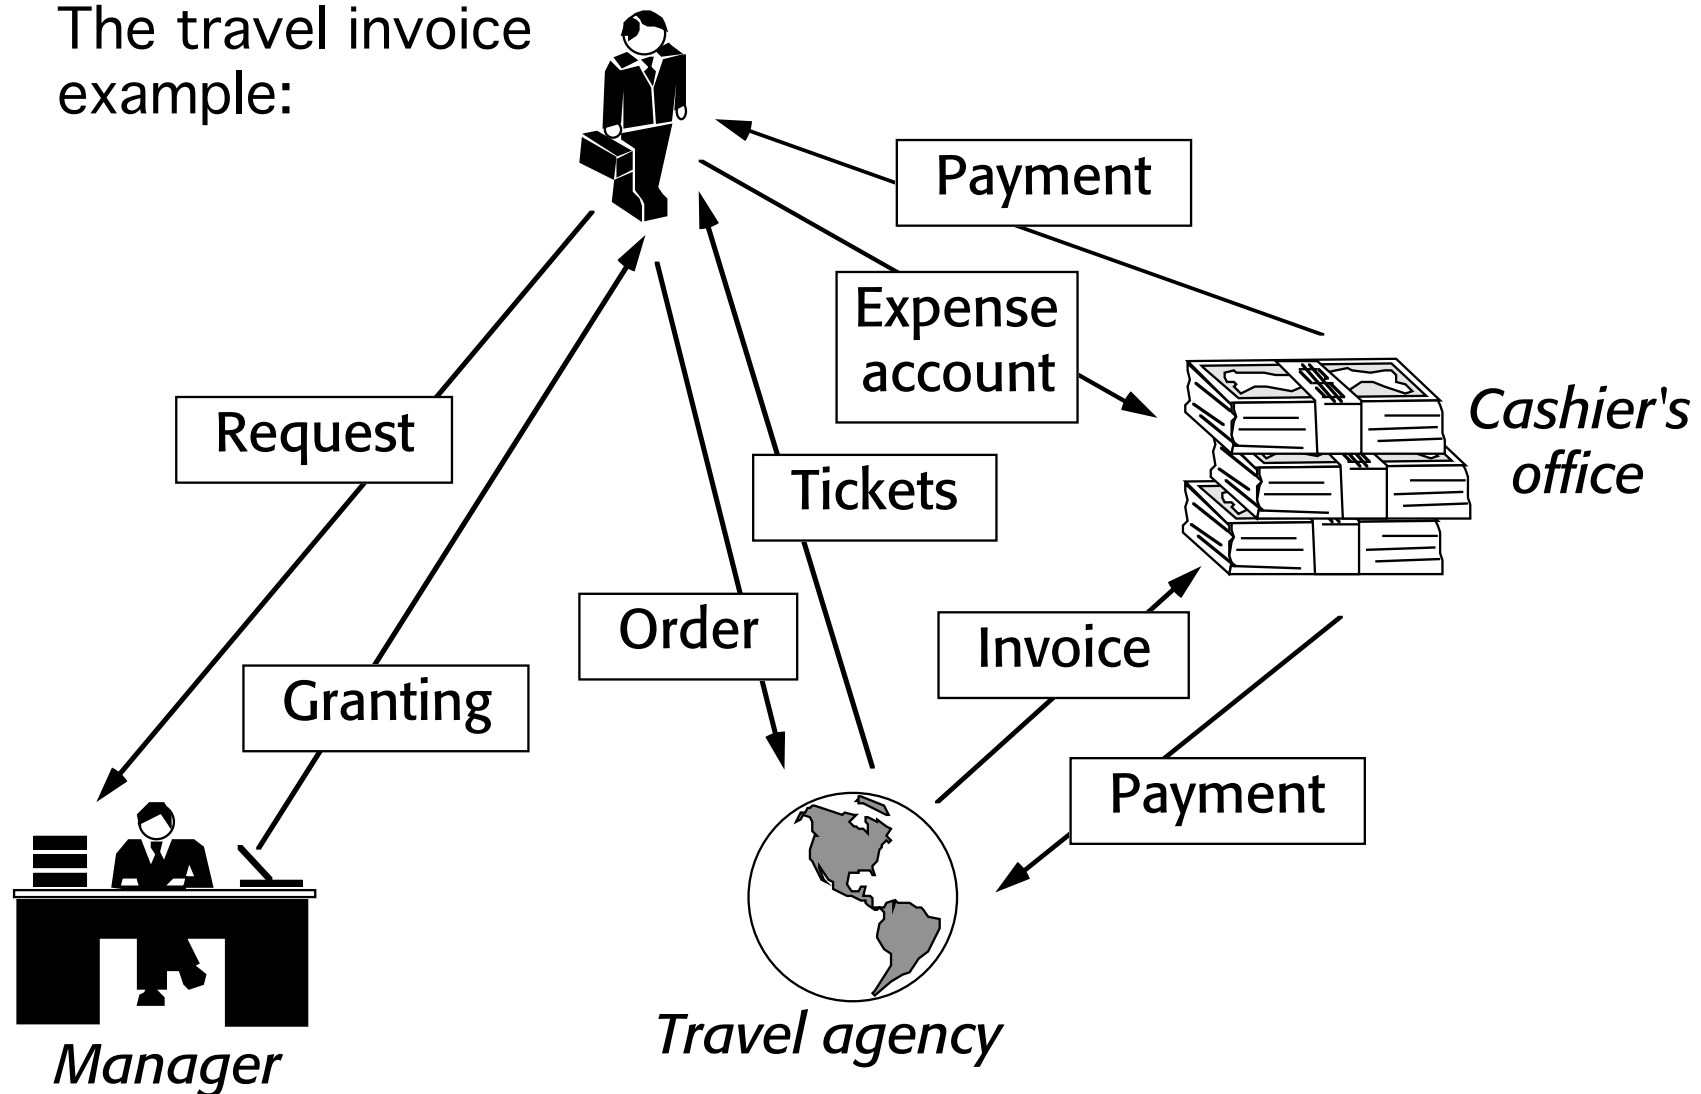 The travel invoice
example:
Payment
Expense
account
Cashier's
office
Request
Tickets
Order
Invoice
Granting
Payment
Travel agency
Manager